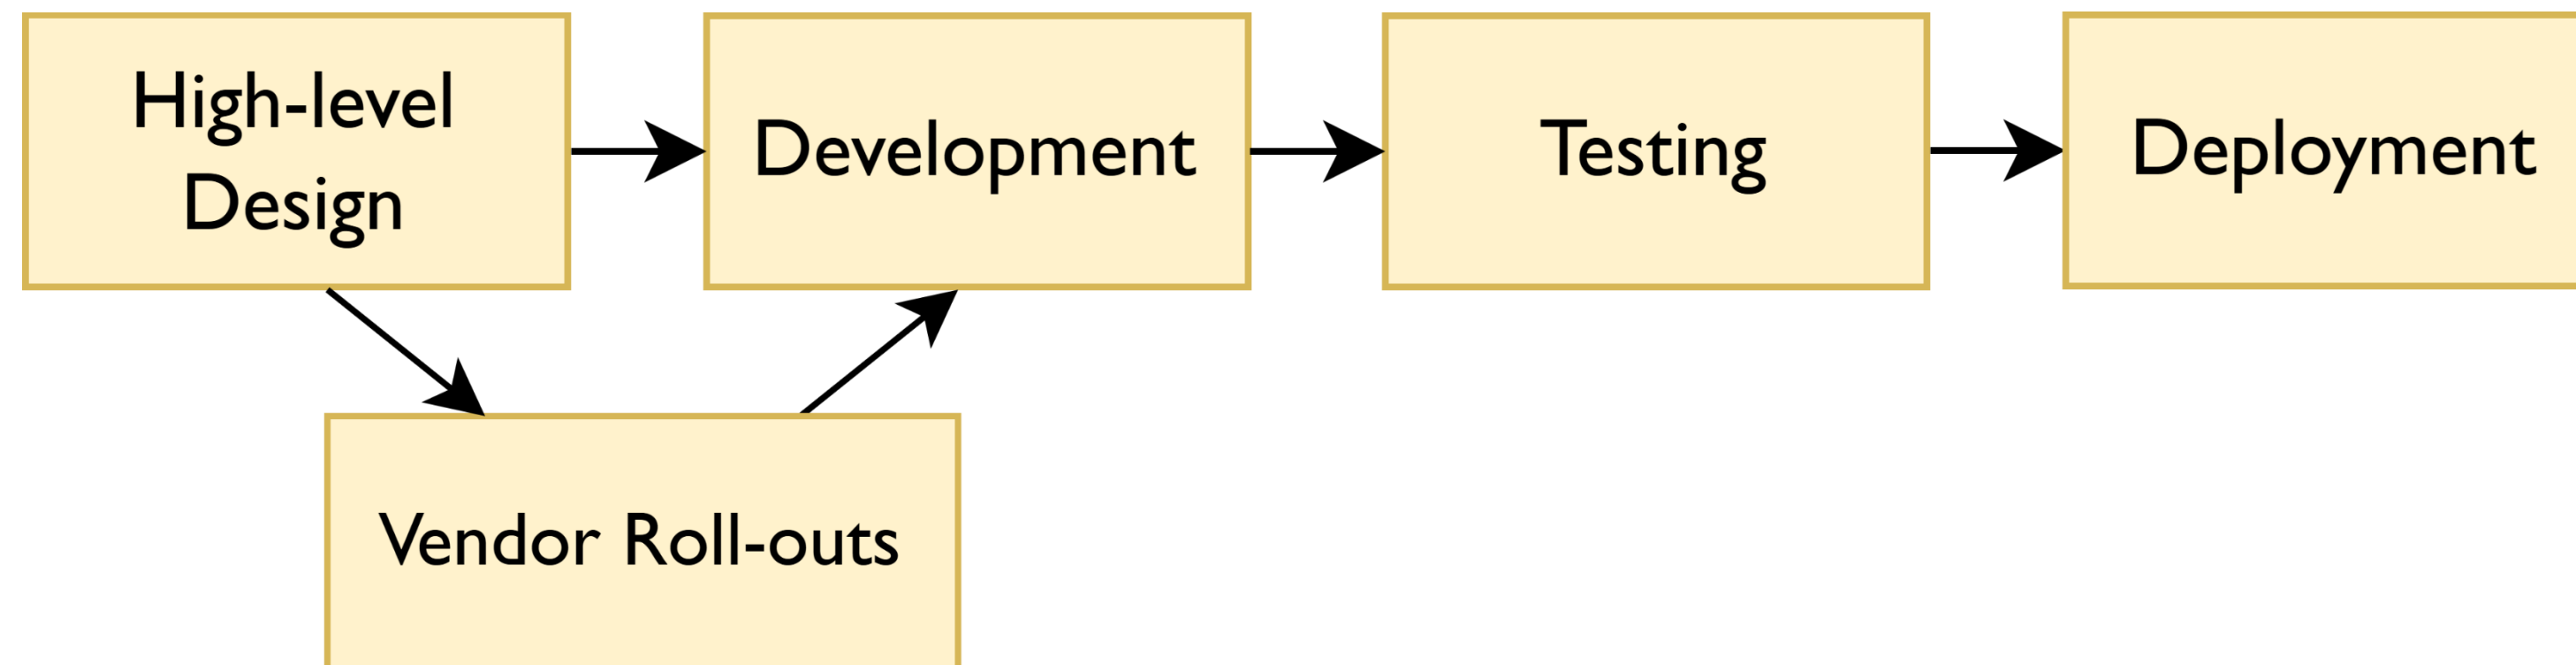 High-level
Design
Development
Testing
Deployment
Vendor Roll-outs